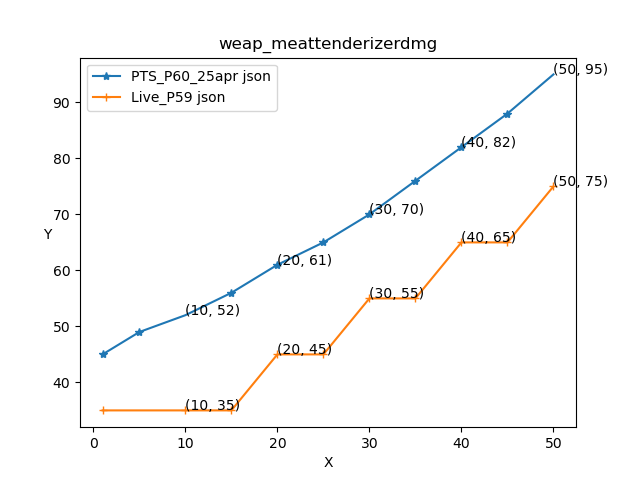 weap_meattenderizerdmg
PTS_P60_25apr json
Live_P59 json
(50, 95)
(40, 82)
(30, 70)
(20, 61)
(10, 52)
(50, 75)
(40, 65)
(30, 55)
(20, 45)
(10, 35)
90
80
70
60
50
40
Y
0 10 20 30 40 50
X